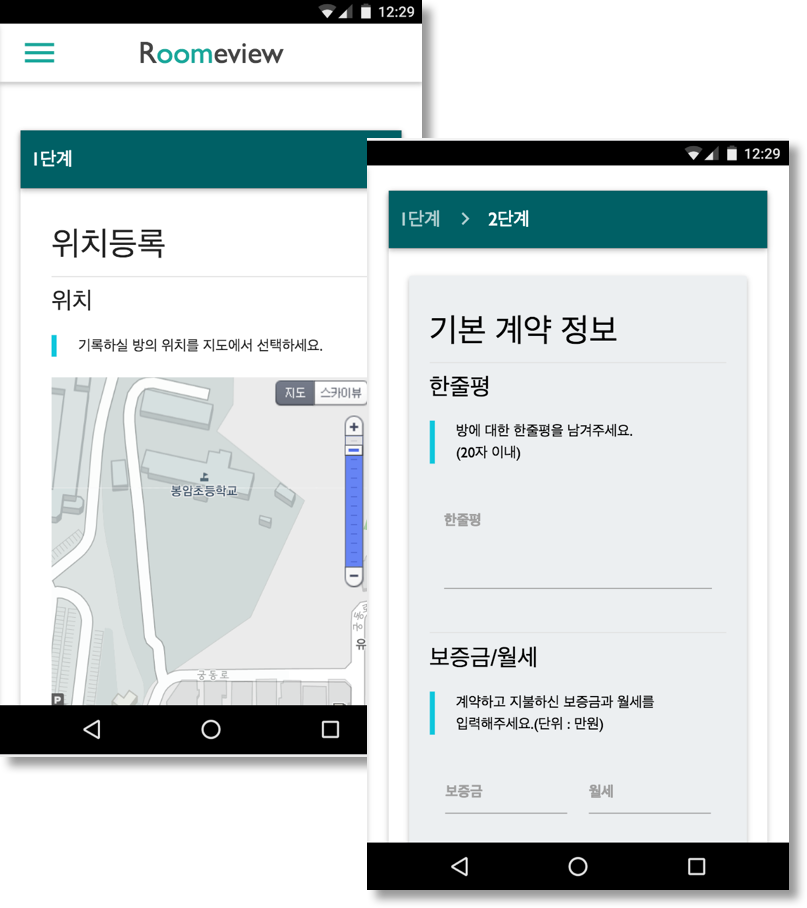 12:29
Roomeview
1단계
위치등록
위치
기록하실 방의 위치를 지도에서 선택하세요.
지도
스카이뷰
봉암초등학교
궁동로
P
유
12:29
1단계 > 2단계
기본 계약 정보
한줄평
방에 대한 한줄평을 남겨주세요.
(20자 이내)
한줄평
보증금/월세
계약하고 지불하신 보증금과 월세를
입력해주세요.(단위 : 만원)
보증금
월세